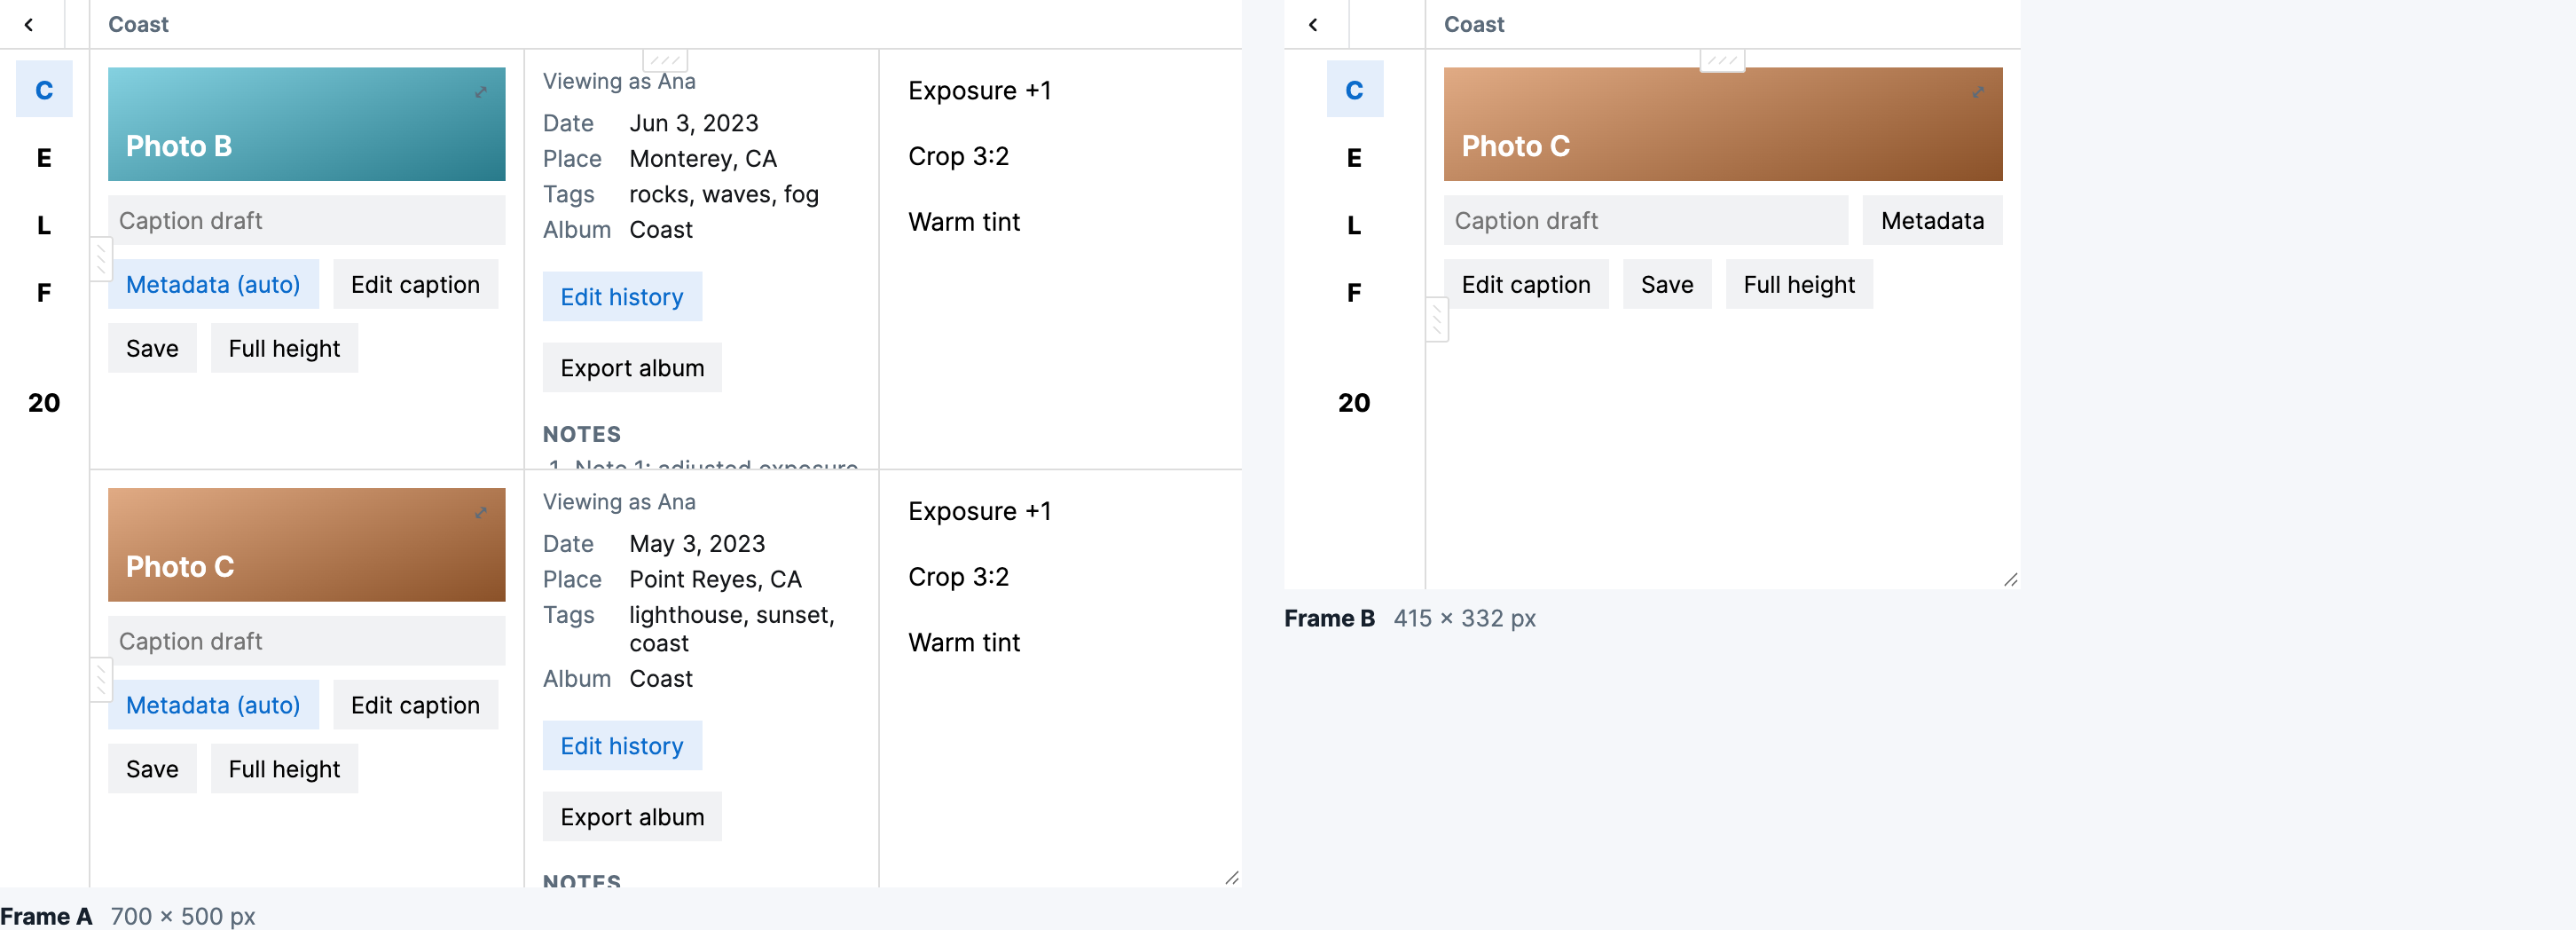 Coast
C
E
L
F
20
Photo B
Caption draft
Metadata (auto)
Edit caption
Save
Full height
Viewing as Ana
Date Jun 3, 2023
Place Monterey, CA
Tags rocks, waves, fog
Album Coast
Edit history
Export album
NOTES
1. Note 1: adjusted exposure
Exposure +1
Crop 3:2
Warm tint
Photo C
Caption draft
Metadata (auto)
Edit caption
Save
Full height
Viewing as Ana
Date May 3, 2023
Place Point Reyes, CA
Tags lighthouse, sunset,
coast
Album Coast
Edit history
Export album
NOTES
Exposure +1
Crop 3:2
Warm tint
Frame A 700 × 500 px
Coast
C
E
L
F
20
Photo C
Caption draft
Metadata
Edit caption
Save
Full height
Frame B 415 × 332 px